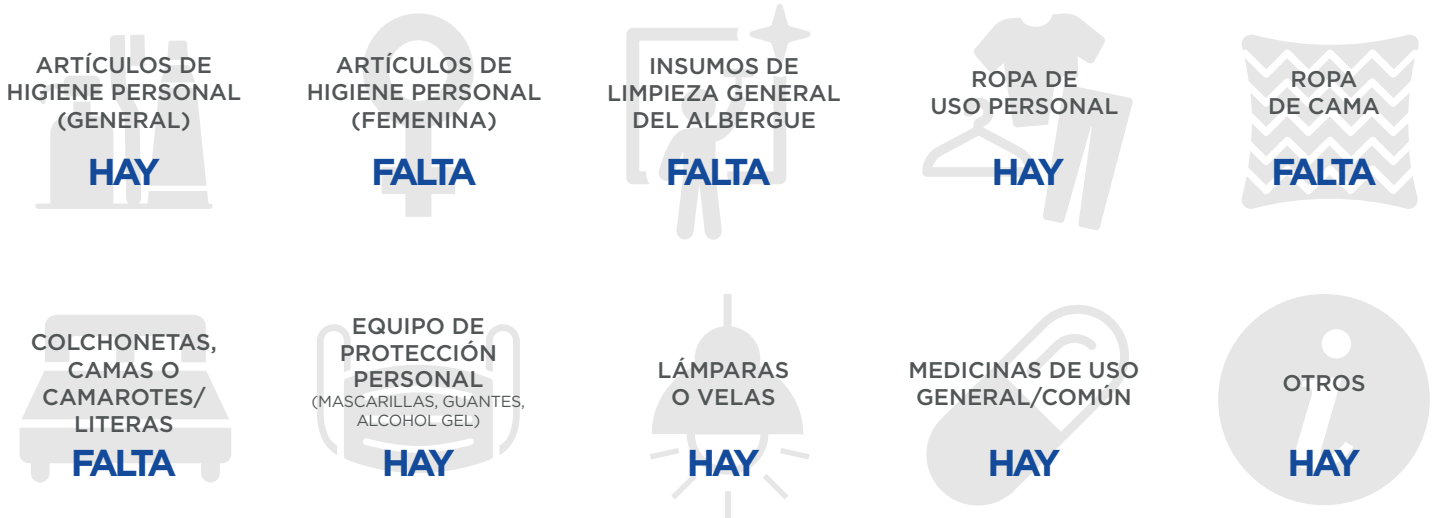 ARTÍCULOS DE
HIGIENE PERSONAL
(GENERAL)
HAY
ARTÍCULOS DE
HIGIENE PERSONAL
(FEMENINA)
FALTA
INSUMOS DE
LIMPIEZA GENERAL
DEL ALBERGUE
FALTA
ROPA DE
USO PERSONAL
HAY
ROPA
DE CAMA
FALTA
COLCHONETAS,
CAMAS O
CAMAROTES/
LITERAS
FALTA
EQUIPO DE
PROTECCIÓN
PERSONAL
(MASCARILLAS, GUANTES,
ALCOHOL GEL)
HAY
LÁMPARAS
O VELAS
HAY
MEDICINAS DE USO
GENERAL/COMÚN
HAY
OTROS
HAY